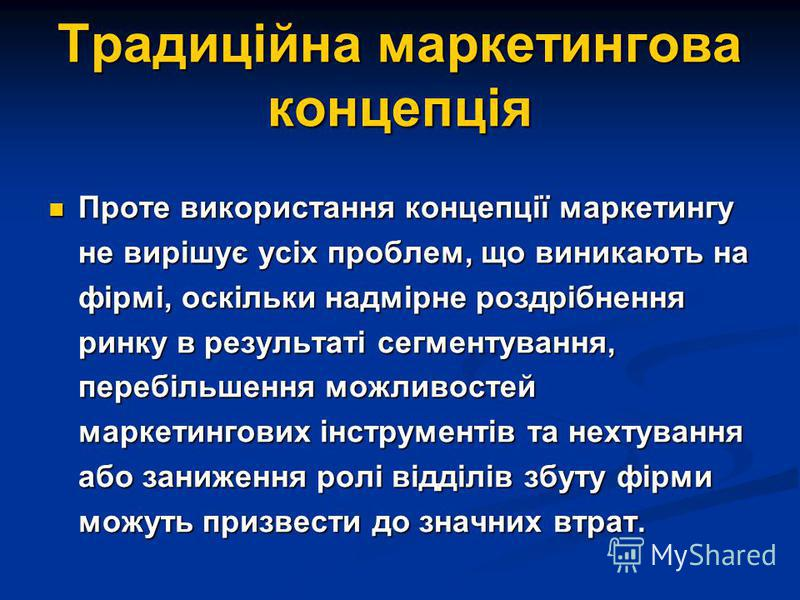 Традиційна маркетингова
концепція
Проте використання концепції маркетингу
не вирішує усіх проблем, що виникають на
фірмі, оскільки надмірне роздрібнення
ринку в результаті сегментування,
перебільшення можливостей
маркетингових інструментів та нехтування
або заниження ролі відділів збуту фірми
можуть призвести до значних втрат.
MyShared